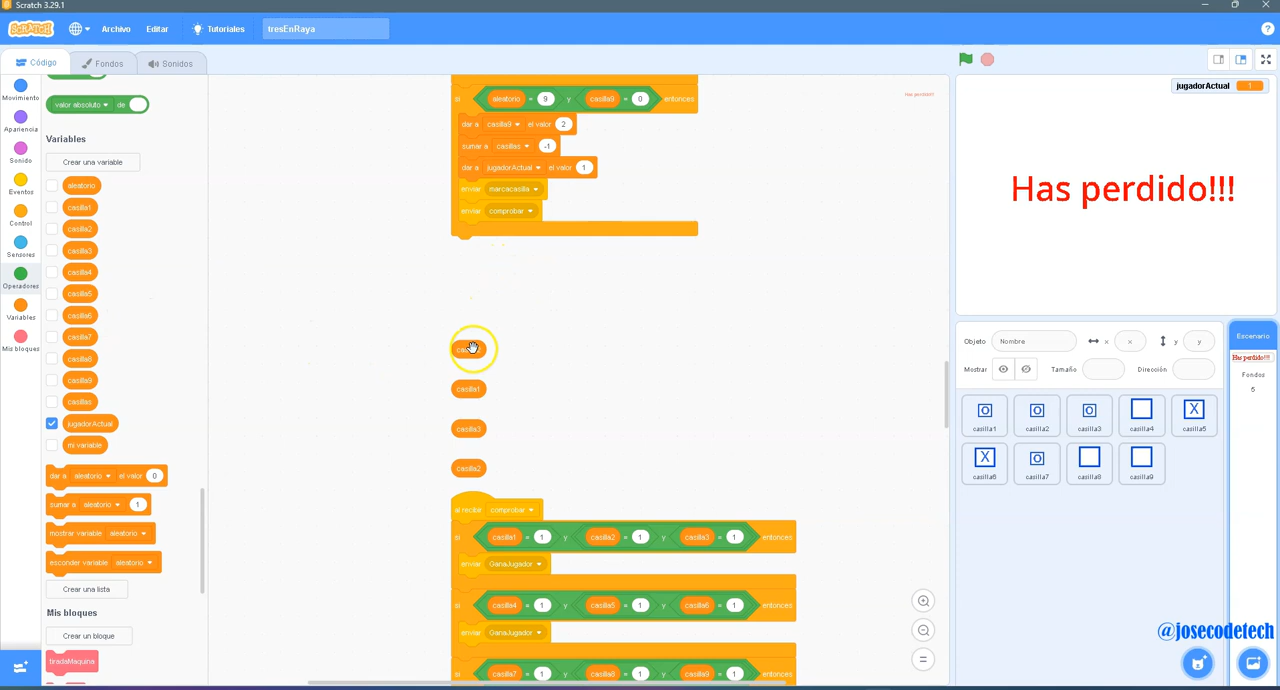 Scratch 3.29.1
SCRATCH Archivo Editar Tutoriales tresEnRaya ?
Código Fondos Sonidos
Movimiento
Apariencia
Sonido
Eventos
Control
Sensores
Operadores
Variables
Mis bloques
valor absoluto de
Variables
Crear una variable
aleatorio
casilla1
casilla2
casilla3
casilla4
casilla5
casilla6
casilla7
casilla8
casilla9
casillas
jugadorActual
mi variable
dar a aleatorio el valor 0
sumar a aleatorio 1
mostrar variable aleatorio
esconder variable aleatorio
Crear una lista
Mis bloques
Crear un bloque
tiradaMaquina
si aleatorio = 9 y casilla9 = 0 entonces
dar a casilla9 el valor 2
sumar a casillas -1
dar a jugadorActual el valor 1
enviar marcacasilla
enviar comprobar
Has perdido!!!
casilla1
casilla3
casilla2
al recibir comprobar
si casilla1 = 1 y casilla2 = 1 y casilla3 = 1 entonces
enviar GanaJugador
si casilla4 = 1 y casilla5 = 1 y casilla6 = 1 entonces
enviar GanaJugador
si casilla7 = 1 y casilla8 = 1 y casilla9 = 1 entonces
jugadorActual 1
Has perdido!!!
Objeto Nombre x x y y
Mostrar Tamaño Dirección
O O O X
casilla1 casilla2 casilla3 casilla4 casilla5
X O
casilla6 casilla7 casilla8 casilla9
Escenario
Has perdido!!!
Fondos
5
@josecodetech